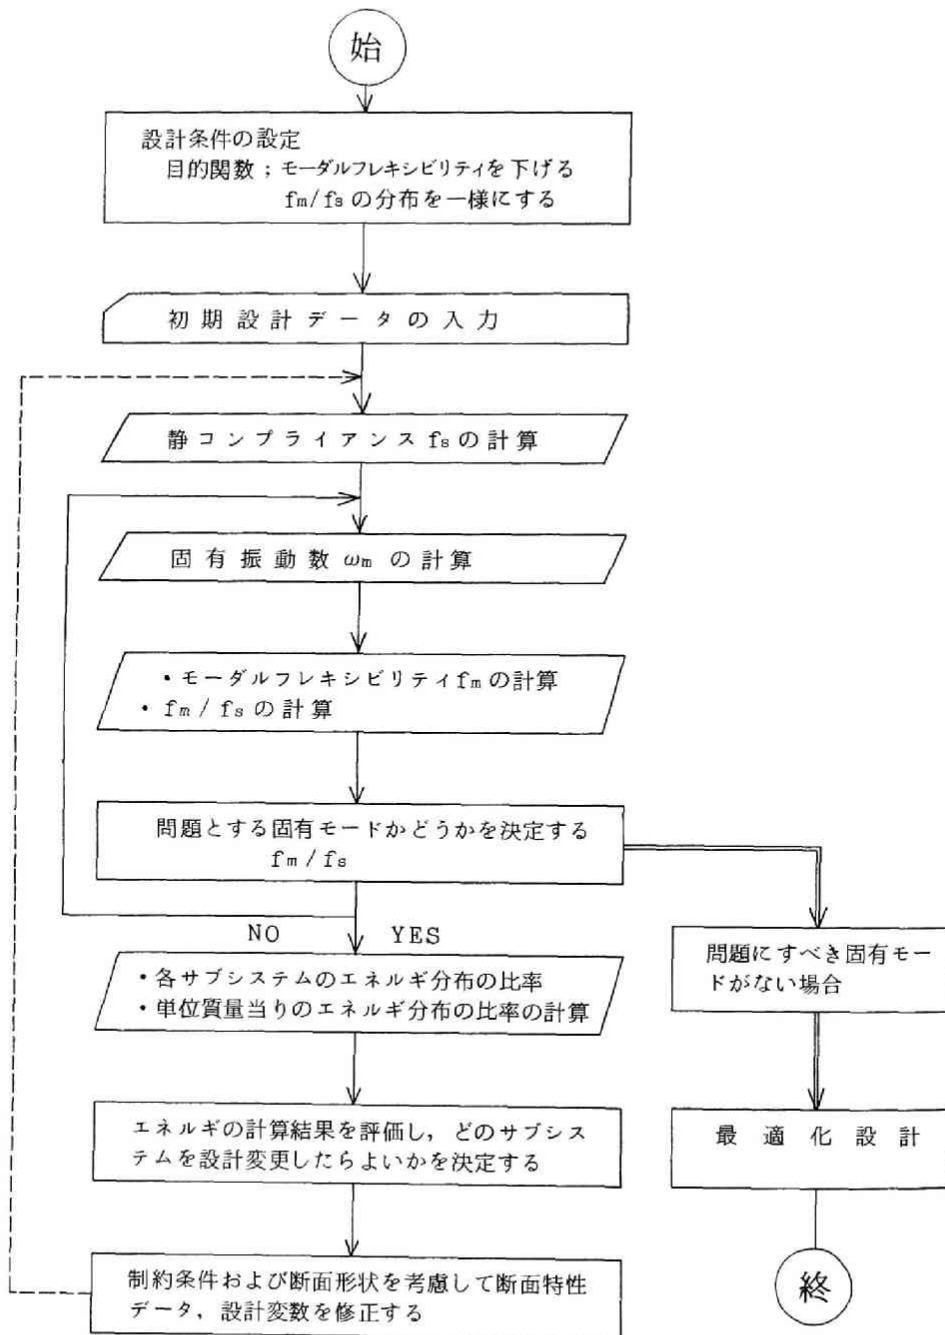 始
設計条件の設定
目的関数；モーダルフレキシビリティを下げる
fm/fsの分布を一様にする
初期設計データの入力
静コンプライアンスfsの計算
固有振動数ωmの計算
・モーダルフレキシビリティfmの計算
・fm/fsの計算
問題とする固有モードかどうかを決定する
fm/fs
NO YES
・各サブシステムのエネルギ分布の比率
・単位質量当りのエネルギ分布の比率の計算
エネルギの計算結果を評価し，どのサブシス
テムを設計変更したらよいかを決定する
制約条件および断面形状を考慮して断面特性
データ，設計変数を修正する
問題にすべき固有モー
ドがない場合
最適化設計
終